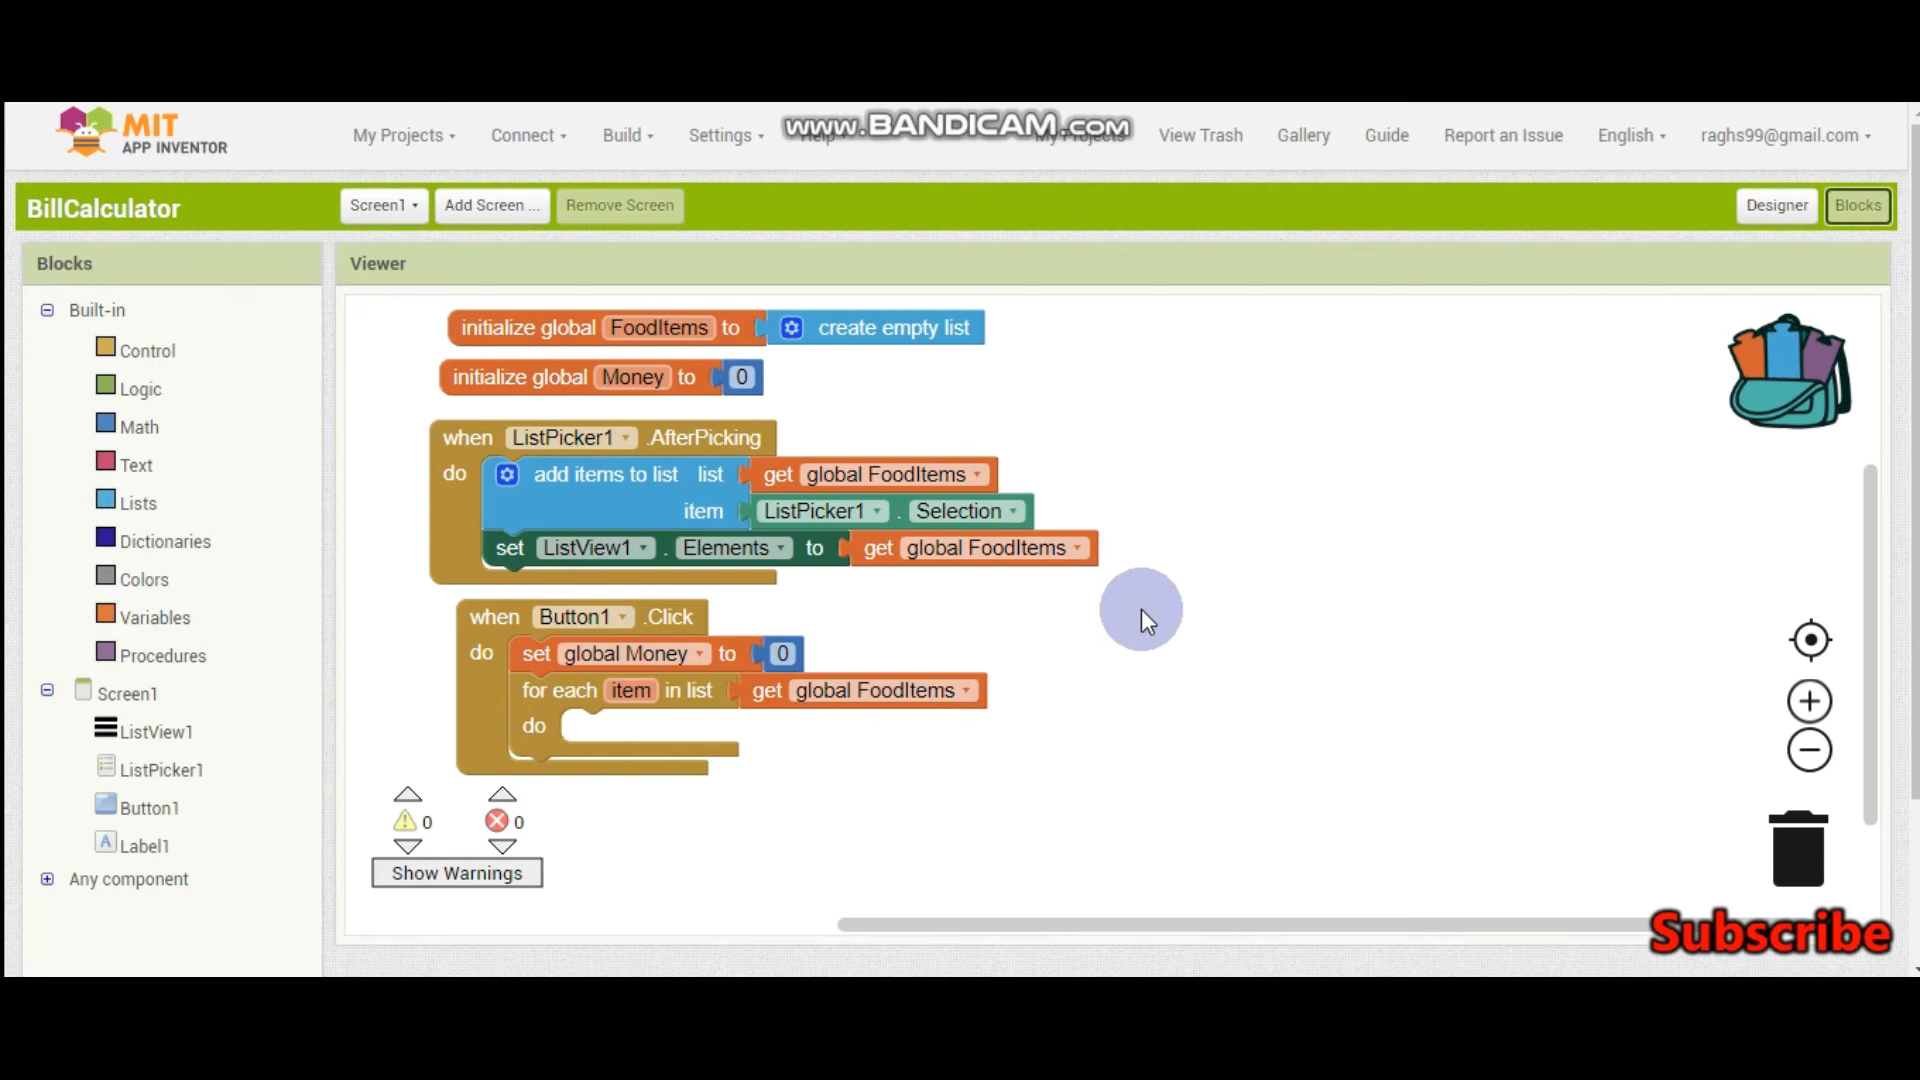 www.BANDICAM.com
MIT
APP INVENTOR
My Projects
Connect
Build
Settings
Help
My Projects
View Trash
Gallery
Guide
Report an Issue
English
raghs99@gmail.com
BillCalculator
Screen1
Add Screen ...
Remove Screen
Designer
Blocks
Blocks
Viewer
Built-in
Control
Logic
Math
Text
Lists
Dictionaries
Colors
Variables
Procedures
Screen1
ListView1
ListPicker1
Button1
Label1
Any component
initialize global FoodItems to create empty list
initialize global Money to 0
when ListPicker1 .AfterPicking
do add items to list list get global FoodItems
item ListPicker1 . Selection
set ListView1 . Elements to get global FoodItems
when Button1 .Click
do set global Money to 0
for each item in list get global FoodItems
do
0 0
Show Warnings
Subscribe